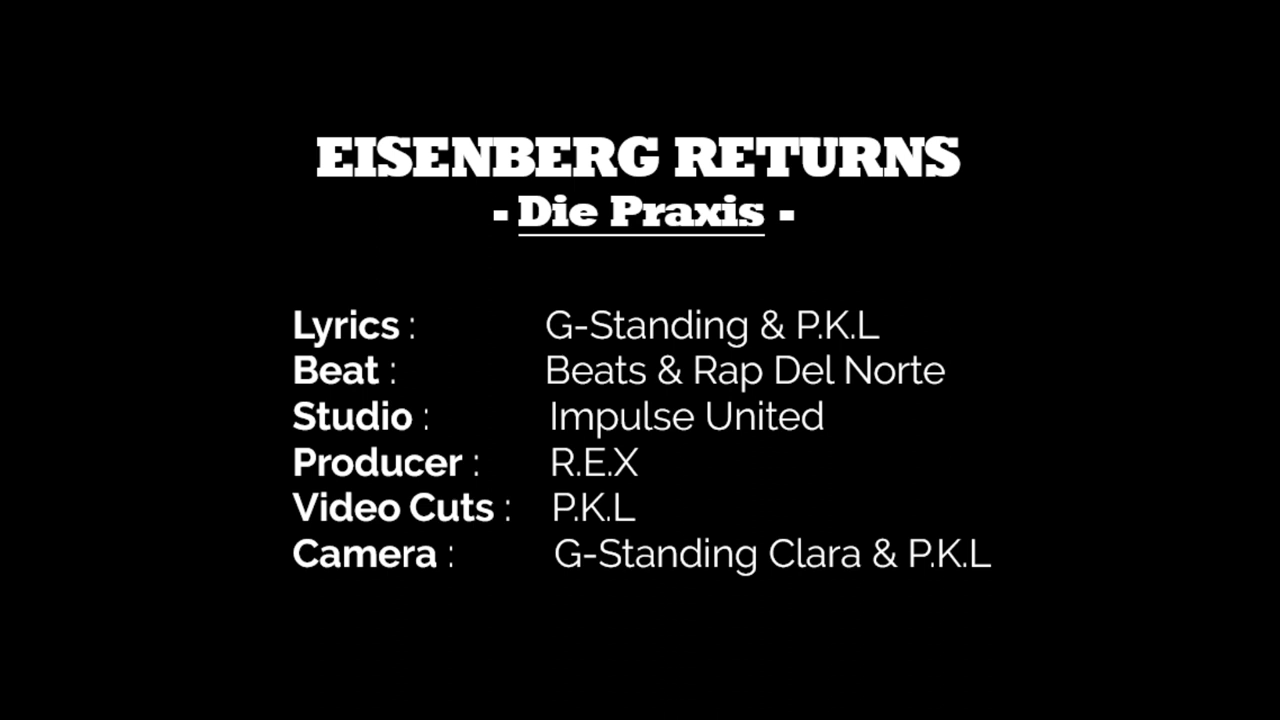 EISENBERG RETURNS
- Die Praxis -
Lyrics : G-Standing & P.K.L
Beat : Beats & Rap Del Norte
Studio : Impulse United
Producer : R.E.X
Video Cuts : P.K.L
Camera : G-Standing Clara & P.K.L